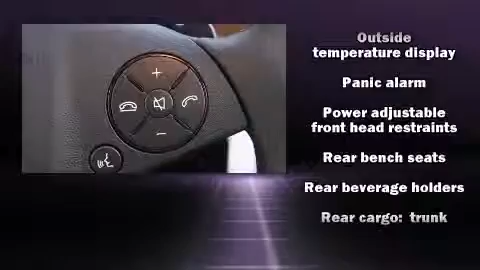 Outside
temperature display
Panic alarm
Power adjustable
front head restraints
Rear bench seats
Rear beverage holders
Rear cargo: trunk